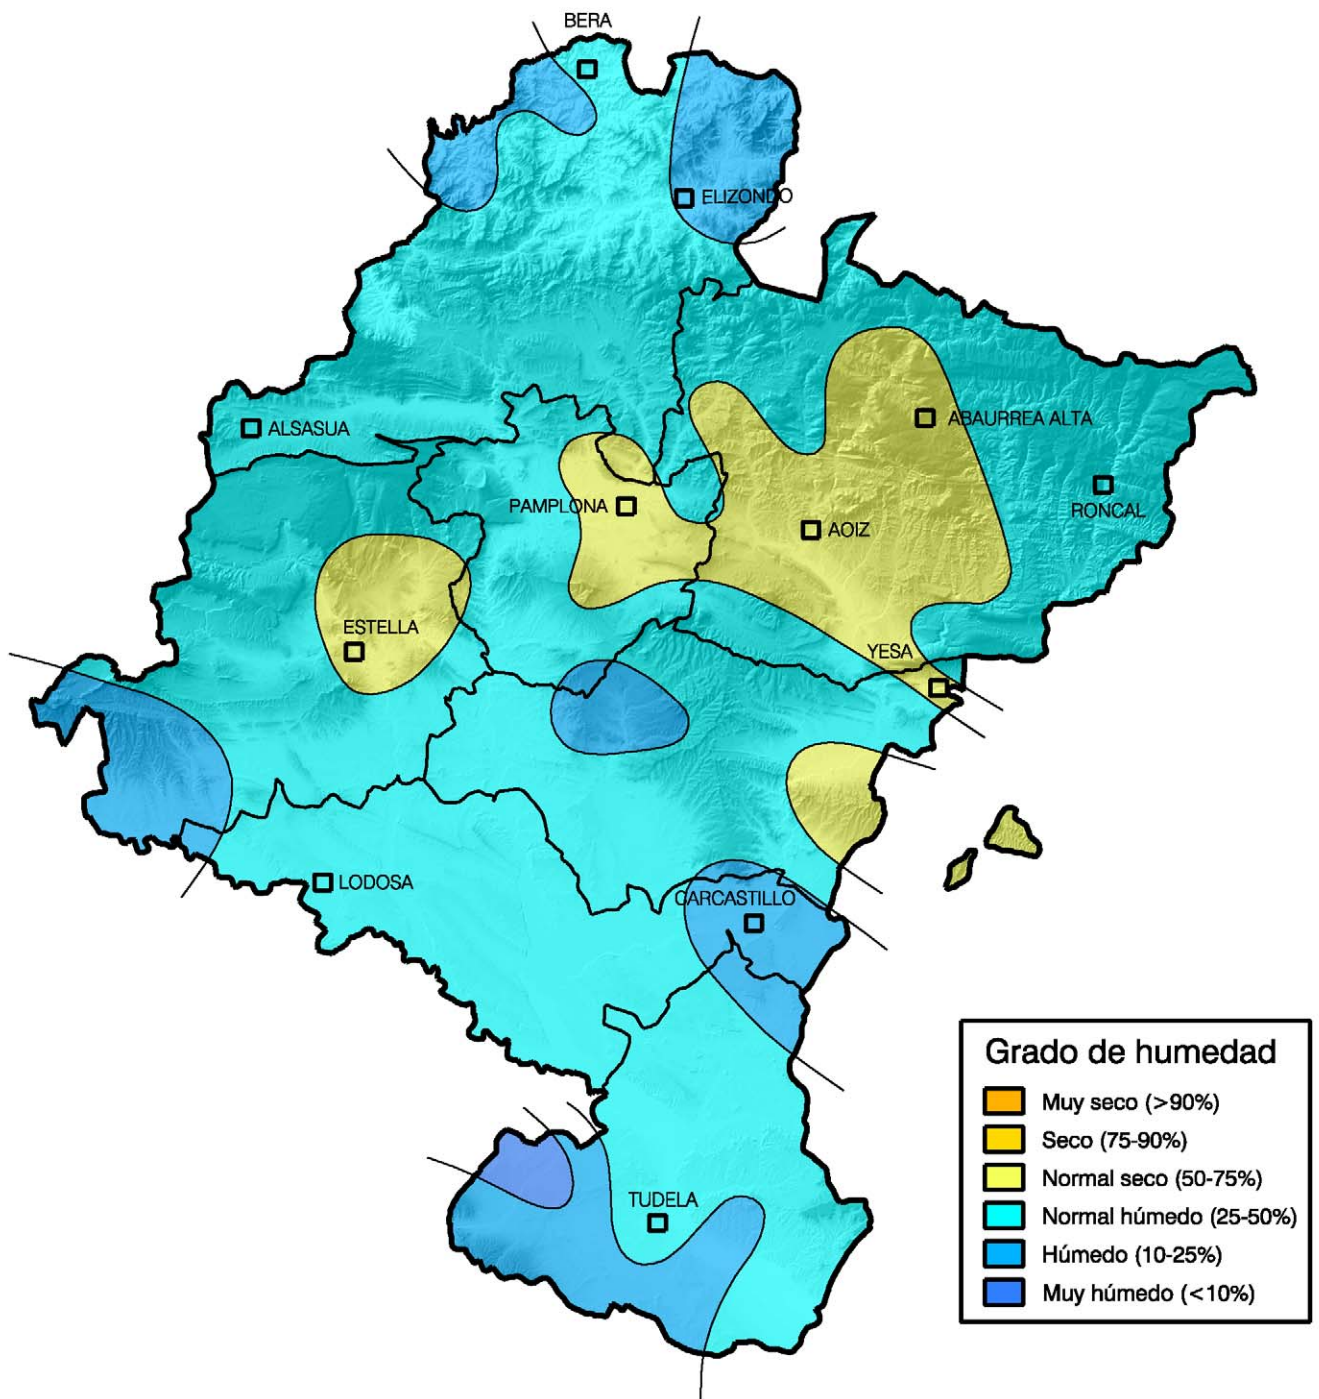 BERA
ELIZONDO
ALSASUA
ABAURREA ALTA
PAMPLONA
RONCAL
AOIZ
ESTELLA
YESA
LODOSA
CARCASTILLO
TUDELA
Grado de humedad
Muy seco (>90%)
Seco (75-90%)
Normal seco (50-75%)
Normal húmedo (25-50%)
Húmedo (10-25%)
Muy húmedo (<10%)